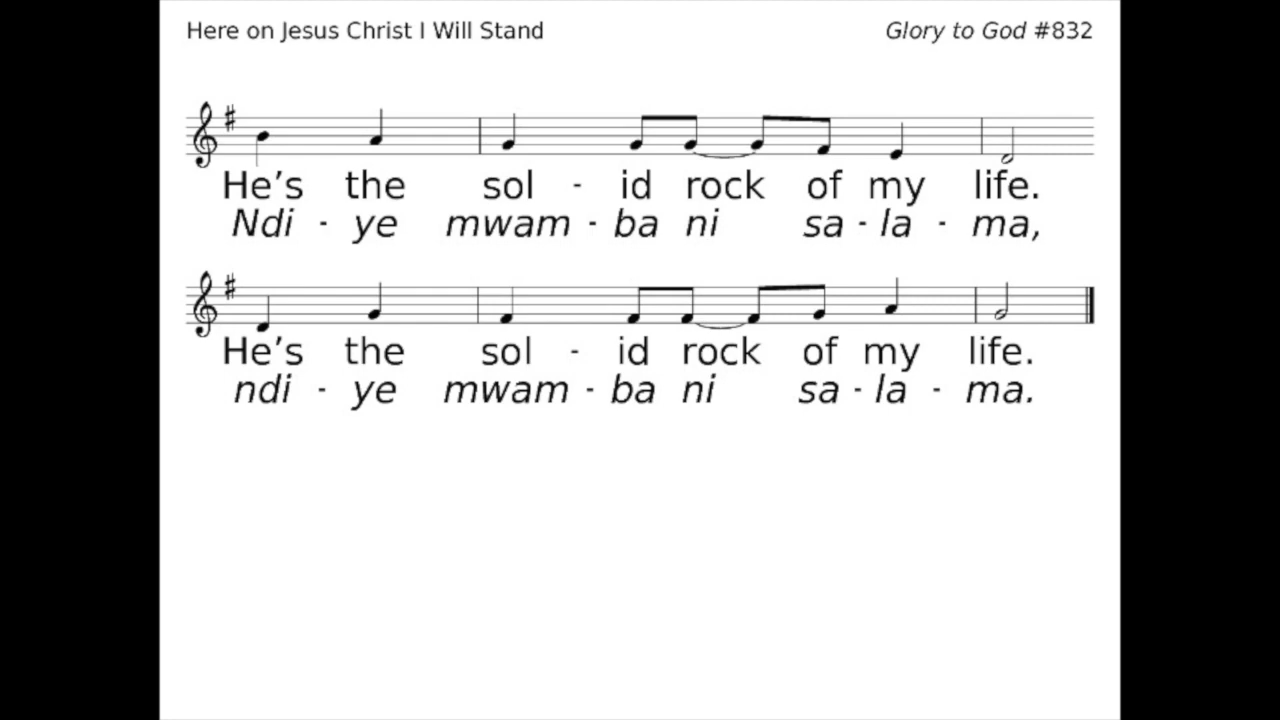 Here on Jesus Christ I Will Stand
Glory to God #832
He’s the sol - id rock of my life.
Ndi - ye mwam - ba ni sa - la - ma,
He’s the sol - id rock of my life.
ndi - ye mwam - ba ni sa - la - ma.